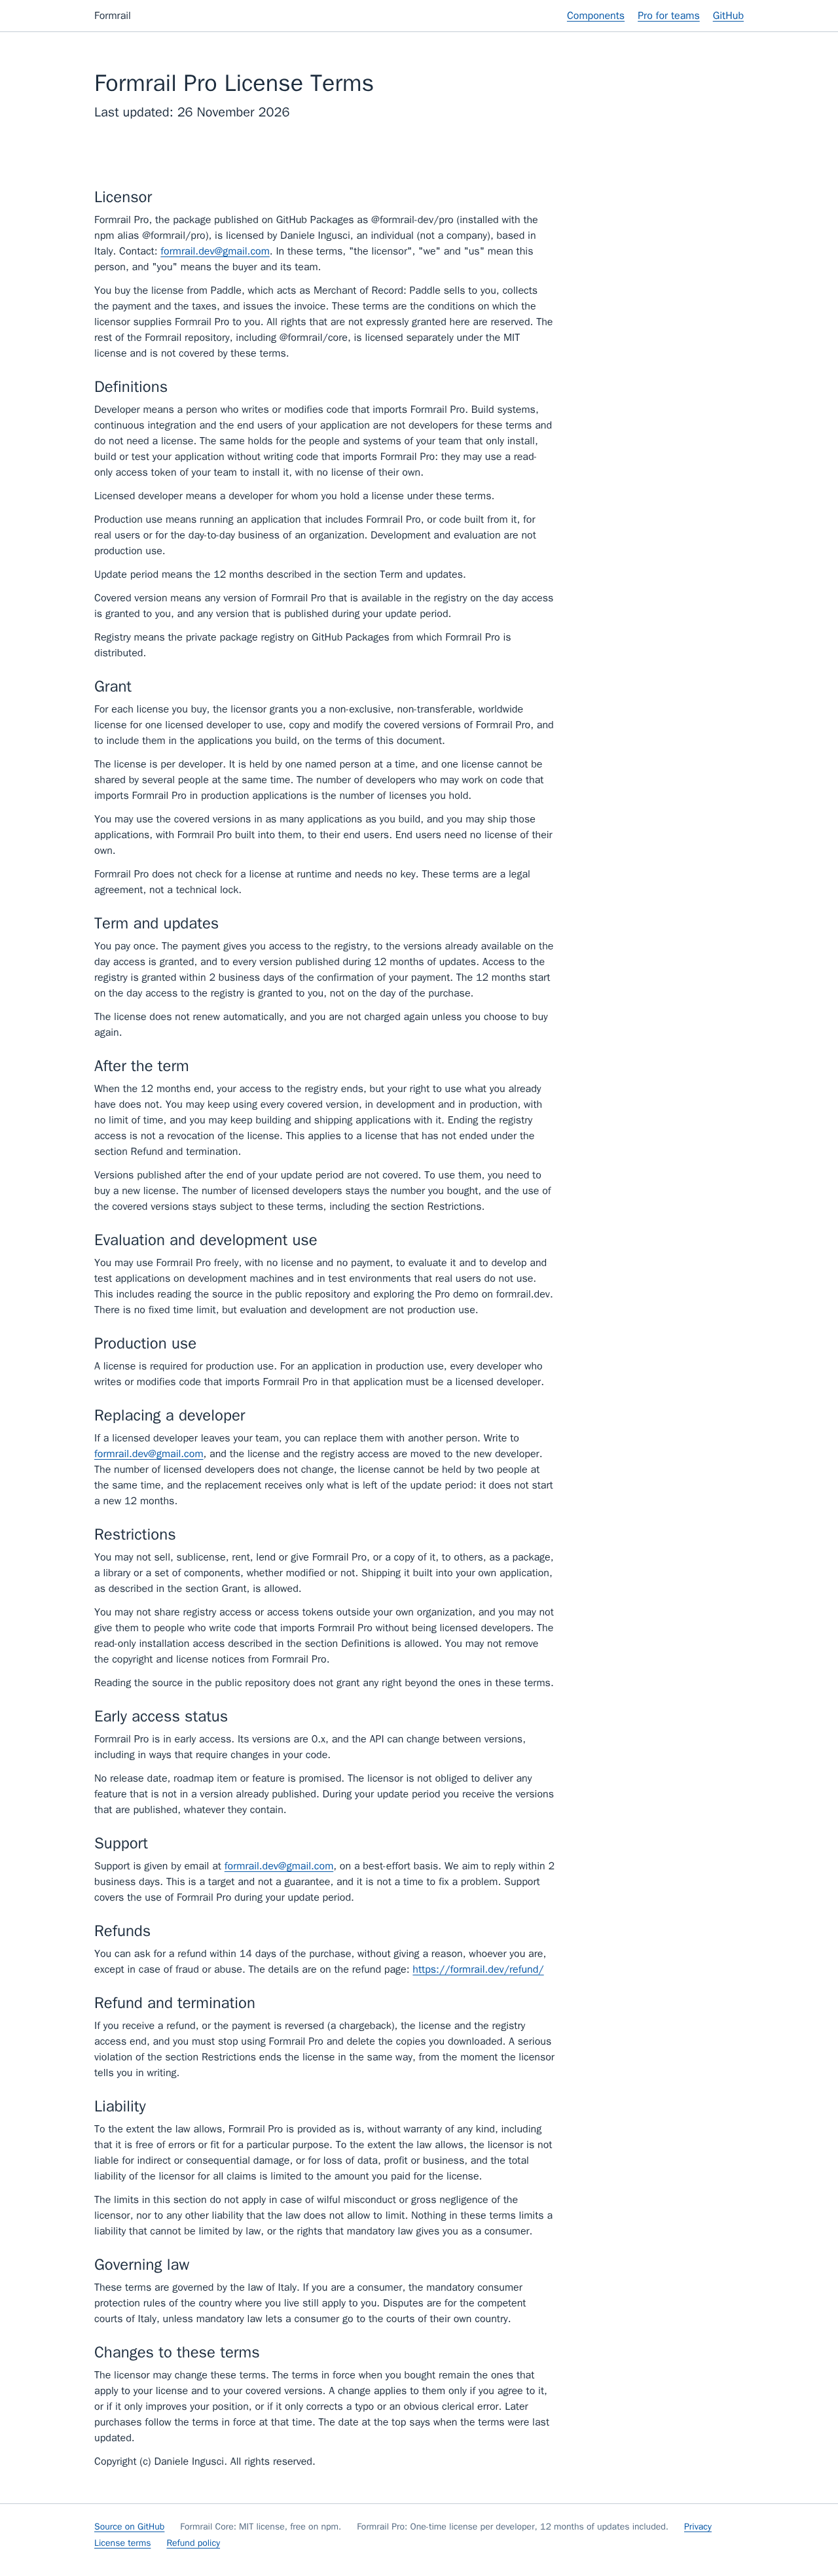 Formrail
Components Pro for teams GitHub
Formrail Pro License Terms
Last updated: 26 November 2026
Licensor
Formrail Pro, the package published on GitHub Packages as @formrail-dev/pro (installed with the
npm alias @formrail/pro), is licensed by Daniele Ingusci, an individual (not a company), based in
Italy. Contact: formrail.dev@gmail.com. In these terms, "the licensor", "we" and "us" mean this
person, and "you" means the buyer and its team.
You buy the license from Paddle, which acts as Merchant of Record: Paddle sells to you, collects
the payment and the taxes, and issues the invoice. These terms are the conditions on which the
licensor supplies Formrail Pro to you. All rights that are not expressly granted here are reserved. The
rest of the Formrail repository, including @formrail/core, is licensed separately under the MIT
license and is not covered by these terms.
Definitions
Developer means a person who writes or modifies code that imports Formrail Pro. Build systems,
continuous integration and the end users of your application are not developers for these terms and
do not need a license. The same holds for the people and systems of your team that only install,
build or test your application without writing code that imports Formrail Pro: they may use a read-
only access token of your team to install it, with no license of their own.
Licensed developer means a developer for whom you hold a license under these terms.
Production use means running an application that includes Formrail Pro, or code built from it, for
real users or for the day-to-day business of an organization. Development and evaluation are not
production use.
Update period means the 12 months described in the section Term and updates.
Covered version means any version of Formrail Pro that is available in the registry on the day access
is granted to you, and any version that is published during your update period.
Registry means the private package registry on GitHub Packages from which Formrail Pro is
distributed.
Grant
For each license you buy, the licensor grants you a non-exclusive, non-transferable, worldwide
license for one licensed developer to use, copy and modify the covered versions of Formrail Pro, and
to include them in the applications you build, on the terms of this document.
The license is per developer. It is held by one named person at a time, and one license cannot be
shared by several people at the same time. The number of developers who may work on code that
imports Formrail Pro in production applications is the number of licenses you hold.
You may use the covered versions in as many applications as you build, and you may ship those
applications, with Formrail Pro built into them, to their end users. End users need no license of their
own.
Formrail Pro does not check for a license at runtime and needs no key. These terms are a legal
agreement, not a technical lock.
Term and updates
You pay once. The payment gives you access to the registry, to the versions already available on the
day access is granted, and to every version published during 12 months of updates. Access to the
registry is granted within 2 business days of the confirmation of your payment. The 12 months start
on the day access to the registry is granted to you, not on the day of the purchase.
The license does not renew automatically, and you are not charged again unless you choose to buy
again.
After the term
When the 12 months end, your access to the registry ends, but your right to use what you already
have does not. You may keep using every covered version, in development and in production, with
no limit of time, and you may keep building and shipping applications with it. Ending the registry
access is not a revocation of the license. This applies to a license that has not ended under the
section Refund and termination.
Versions published after the end of your update period are not covered. To use them, you need to
buy a new license. The number of licensed developers stays the number you bought, and the use of
the covered versions stays subject to these terms, including the section Restrictions.
Evaluation and development use
You may use Formrail Pro freely, with no license and no payment, to evaluate it and to develop and
test applications on development machines and in test environments that real users do not use.
This includes reading the source in the public repository and exploring the Pro demo on formrail.dev.
There is no fixed time limit, but evaluation and development are not production use.
Production use
A license is required for production use. For an application in production use, every developer who
writes or modifies code that imports Formrail Pro in that application must be a licensed developer.
Replacing a developer
If a licensed developer leaves your team, you can replace them with another person. Write to
formrail.dev@gmail.com, and the license and the registry access are moved to the new developer.
The number of licensed developers does not change, the license cannot be held by two people at
the same time, and the replacement receives only what is left of the update period: it does not start
a new 12 months.
Restrictions
You may not sell, sublicense, rent, lend or give Formrail Pro, or a copy of it, to others, as a package,
a library or a set of components, whether modified or not. Shipping it built into your own application,
as described in the section Grant, is allowed.
You may not share registry access or access tokens outside your own organization, and you may not
give them to people who write code that imports Formrail Pro without being licensed developers. The
read-only installation access described in the section Definitions is allowed. You may not remove
the copyright and license notices from Formrail Pro.
Reading the source in the public repository does not grant any right beyond the ones in these terms.
Early access status
Formrail Pro is in early access. Its versions are 0.x, and the API can change between versions,
including in ways that require changes in your code.
No release date, roadmap item or feature is promised. The licensor is not obliged to deliver any
feature that is not in a version already published. During your update period you receive the versions
that are published, whatever they contain.
Support
Support is given by email at formrail.dev@gmail.com, on a best-effort basis. We aim to reply within 2
business days. This is a target and not a guarantee, and it is not a time to fix a problem. Support
covers the use of Formrail Pro during your update period.
Refunds
You can ask for a refund within 14 days of the purchase, without giving a reason, whoever you are,
except in case of fraud or abuse. The details are on the refund page: https://formrail.dev/refund/
Refund and termination
If you receive a refund, or the payment is reversed (a chargeback), the license and the registry
access end, and you must stop using Formrail Pro and delete the copies you downloaded. A serious
violation of the section Restrictions ends the license in the same way, from the moment the licensor
tells you in writing.
Liability
To the extent the law allows, Formrail Pro is provided as is, without warranty of any kind, including
that it is free of errors or fit for a particular purpose. To the extent the law allows, the licensor is not
liable for indirect or consequential damage, or for loss of data, profit or business, and the total
liability of the licensor for all claims is limited to the amount you paid for the license.
The limits in this section do not apply in case of wilful misconduct or gross negligence of the
licensor, nor to any other liability that the law does not allow to limit. Nothing in these terms limits a
liability that cannot be limited by law, or the rights that mandatory law gives you as a consumer.
Governing law
These terms are governed by the law of Italy. If you are a consumer, the mandatory consumer
protection rules of the country where you live still apply to you. Disputes are for the competent
courts of Italy, unless mandatory law lets a consumer go to the courts of their own country.
Changes to these terms
The licensor may change these terms. The terms in force when you bought remain the ones that
apply to your license and to your covered versions. A change applies to them only if you agree to it,
or if it only improves your position, or if it only corrects a typo or an obvious clerical error. Later
purchases follow the terms in force at that time. The date at the top says when the terms were last
updated.
Copyright (c) Daniele Ingusci. All rights reserved.
Source on GitHub Formrail Core: MIT license, free on npm. Formrail Pro: One-time license per developer, 12 months of updates included. Privacy
License terms Refund policy